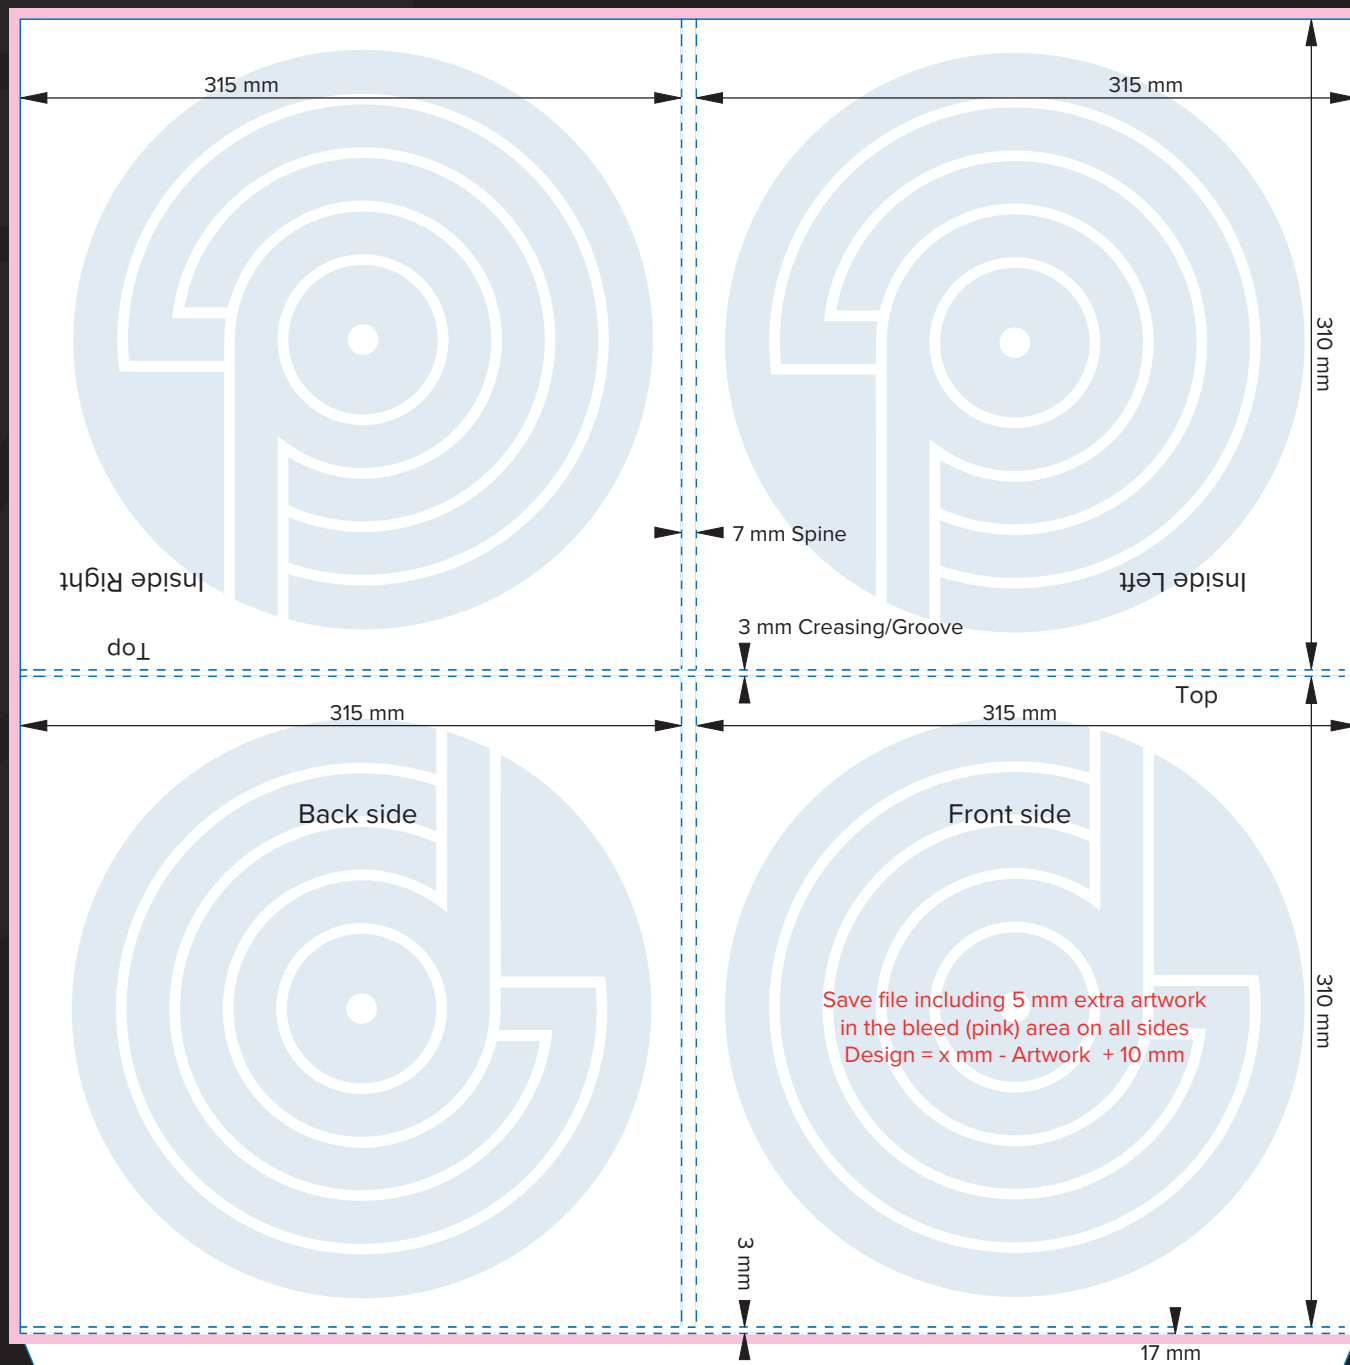 315 mm
315 mm
310 mm
7 mm Spine
Inside Right
Inside Left
3 mm Creasing/Groove
Top
Top
315 mm
315 mm
Back side
Front side
Save file including 5 mm extra artwork
in the bleed (pink) area on all sides
Design = x mm - Artwork + 10 mm
310 mm
3 mm
17 mm